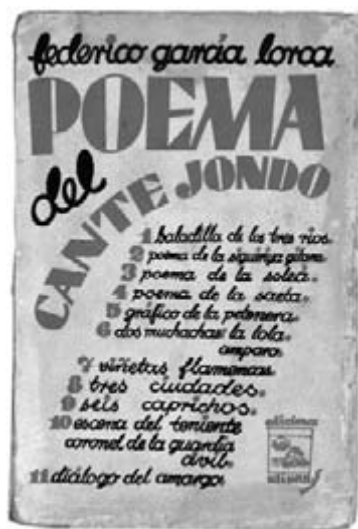 federico garcía lorca
POEMA
del
CANTE JONDO
1 baladilla de los tres rios.
2 poema de la siguiriya gitana
3 poema de la soleá.
4 poema de la saeta.
5 gráfico de la petenera.
6 dos muchachas: la lola.
amparo.
7 viñetas flamencas
8 tres ciudades.
9 seis caprichos.
10 escena del teniente
coronel de la guardia
civil.
11 diálogo del amargo.